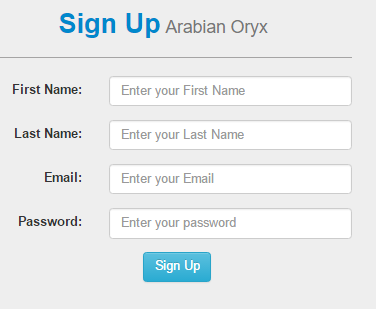 Sign Up Arabian Oryx
First Name: Enter your First Name
Last Name: Enter your Last Name
Email: Enter your Email
Password: Enter your password
Sign Up